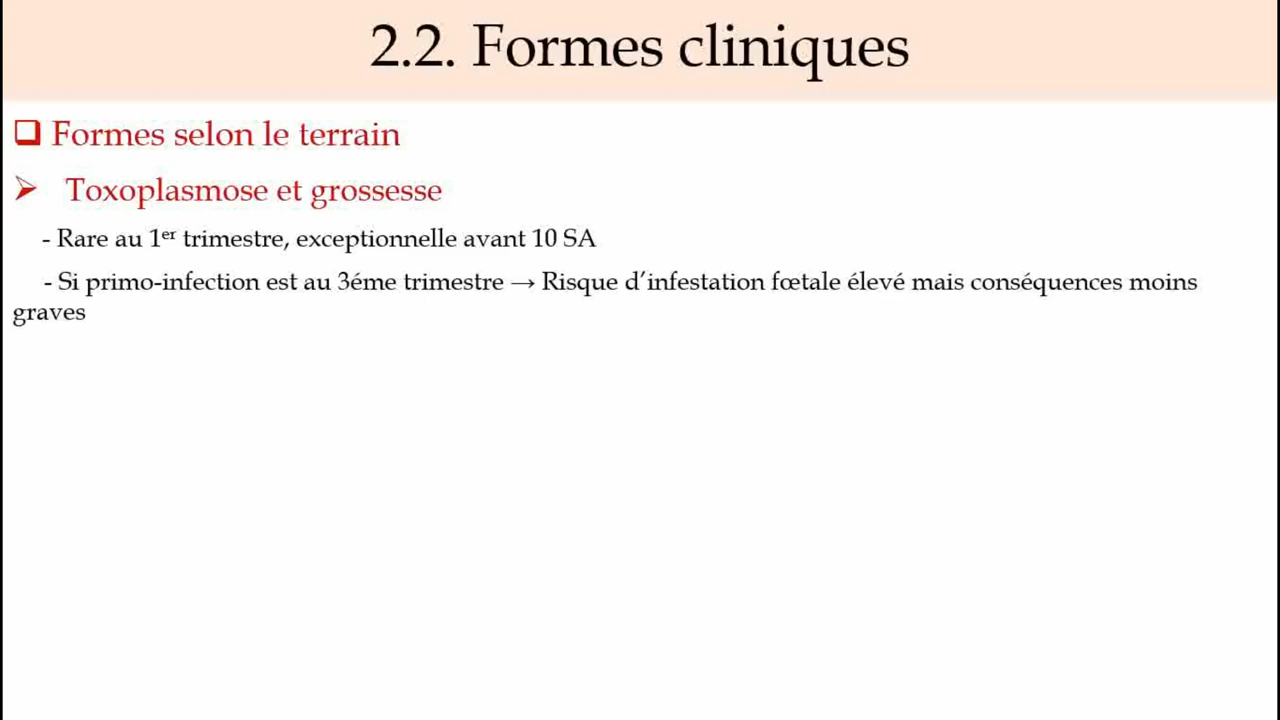 2.2. Formes cliniques
❑ Formes selon le terrain
➢ Toxoplasmose et grossesse
- Rare au 1er trimestre, exceptionnelle avant 10 SA
- Si primo-infection est au 3éme trimestre → Risque d’infestation fœtale élevé mais conséquences moins
graves